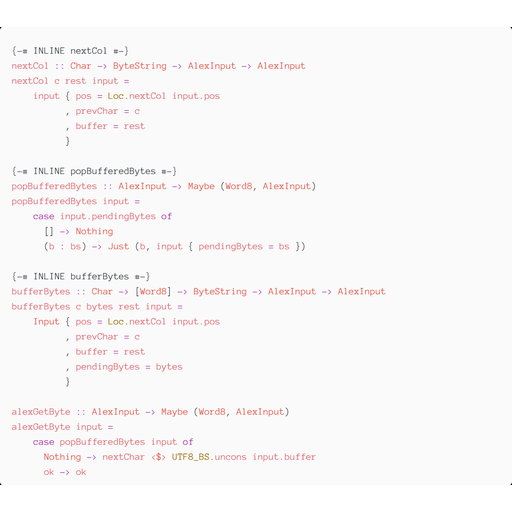 {-# INLINE nextCol #-}
nextCol :: Char -> ByteString -> AlexInput -> AlexInput
nextCol c rest input =
    input { pos = Loc.nextCol input.pos
          , prevChar = c
          , buffer = rest
          }

{-# INLINE popBufferedBytes #-}
popBufferedBytes :: AlexInput -> Maybe (Word8, AlexInput)
popBufferedBytes input =
    case input.pendingBytes of
      [] -> Nothing
      (b : bs) -> Just (b, input { pendingBytes = bs })

{-# INLINE bufferBytes #-}
bufferBytes :: Char -> [Word8] -> ByteString -> AlexInput -> AlexInput
bufferBytes c bytes rest input =
    Input { pos = Loc.nextCol input.pos
          , prevChar = c
          , buffer = rest
          , pendingBytes = bytes
          }

alexGetByte :: AlexInput -> Maybe (Word8, AlexInput)
alexGetByte input =
    case popBufferedBytes input of
      Nothing -> nextChar <$> UTF8_BS.uncons input.buffer
      ok -> ok